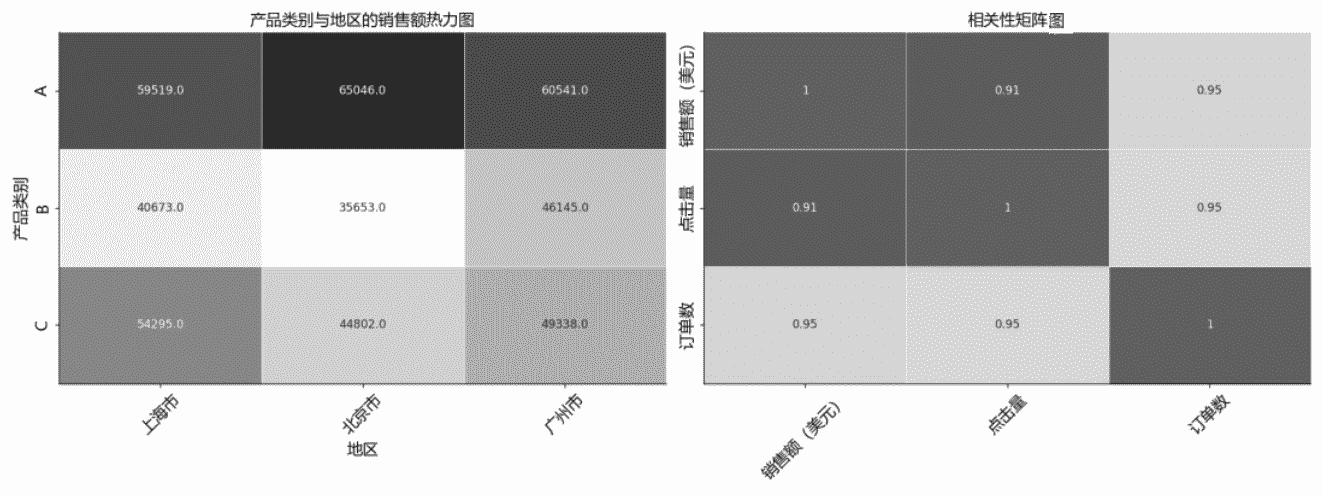 产品类别与地区的销售额热力图
产品类别
A
59519.0
65046.0
60541.0
B
40673.0
35653.0
46145.0
C
54295.0
44802.0
49338.0
上海市
北京市
广州市
地区
相关性矩阵图
销售额（美元）
1
0.91
0.95
点击量
0.91
1
0.95
订单数
0.95
0.95
1
销售额（美元）
点击量
订单数